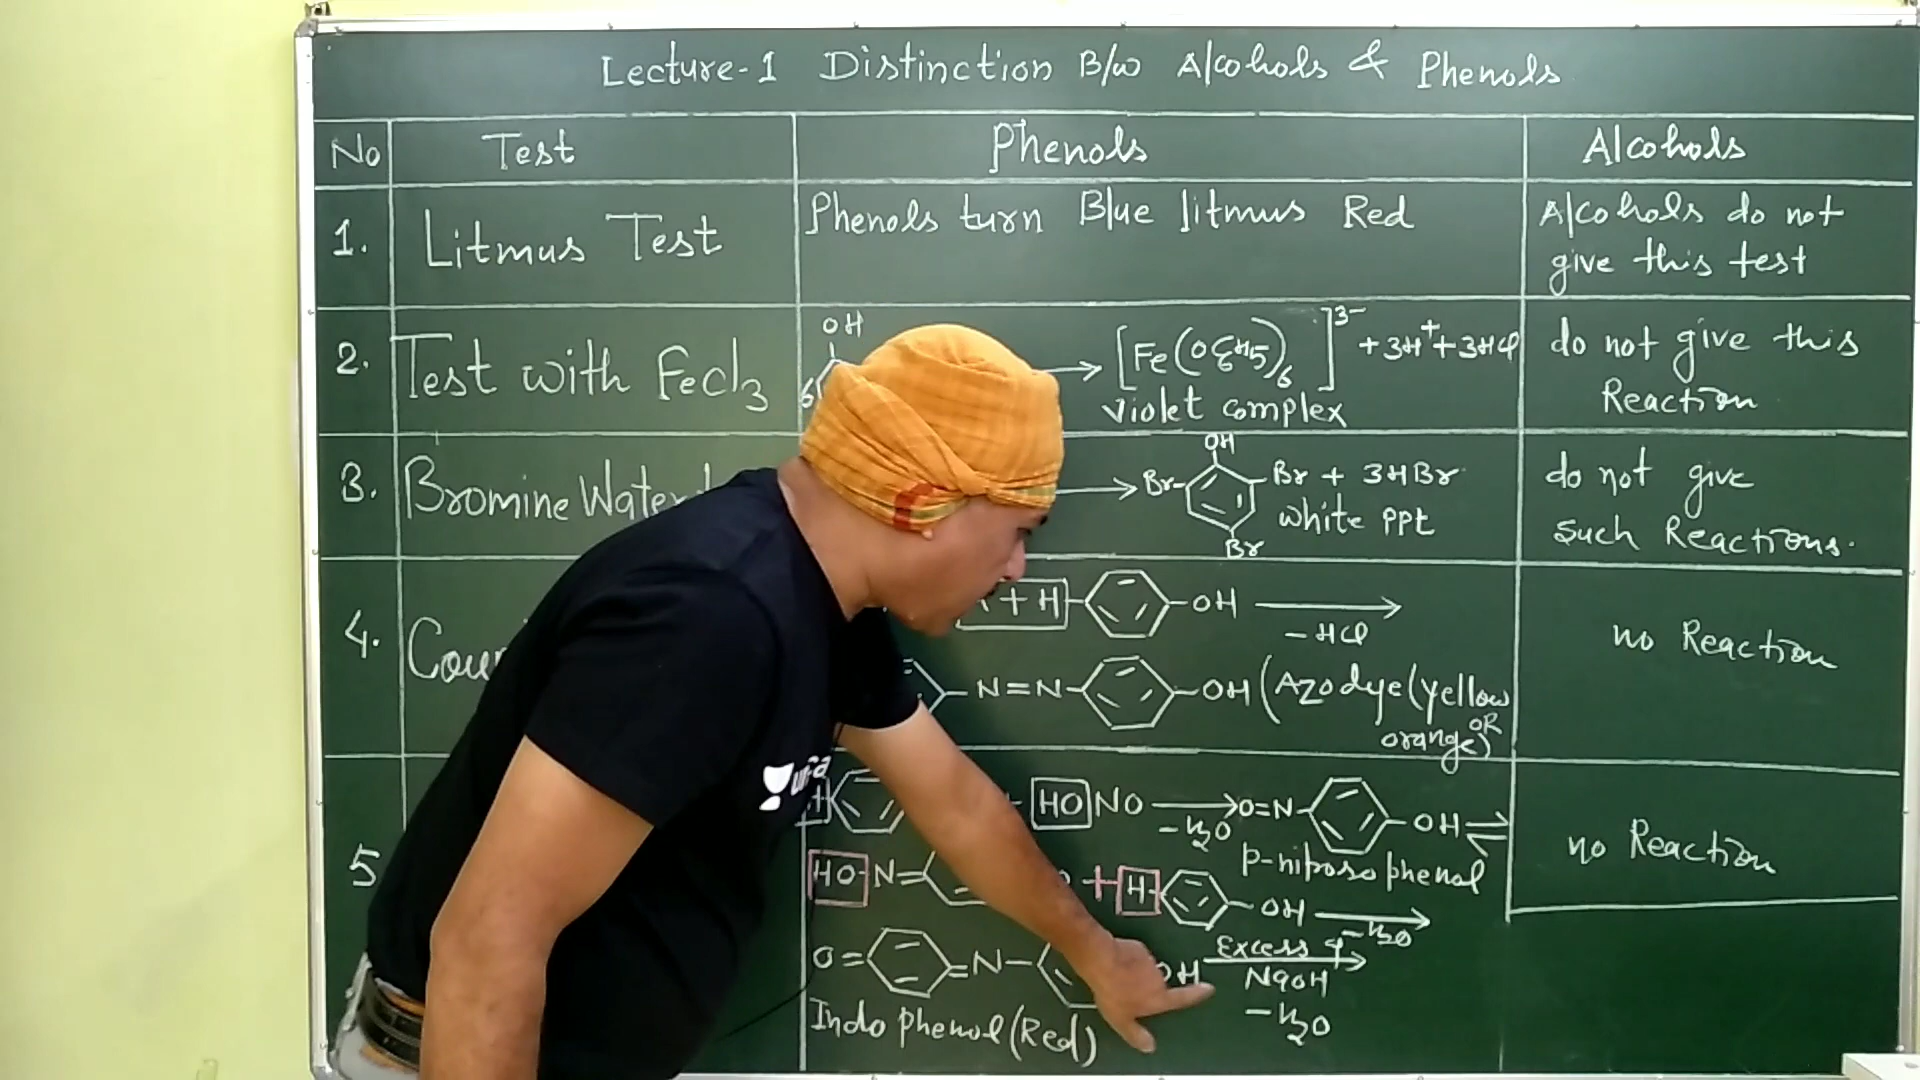 Lecture-1 Distinction B/w Alcohols & Phenols
No Test Phenols Alcohols
1. Litmus Test Phenols turn Blue litmus Red Alcohols do not
give this test
2. Test with FeCl3 OH
6 → [Fe(OC6H5)6]3- + 3H+ + 3HCl
violet complex
do not give this
Reaction
3. Bromine Water
OH
Br- -Br + 3HBr
white ppt
Br
do not give
such Reactions.
4. + H -OH →
-HCl
-N=N- -OH (Azodye (yellow
OR
orange)
no Reaction
5 HO NO → O=N- -OH ⇌
-H2O
p-nitroso phenol
no Reaction
HO-N= + H- -OH →
-H2O
O= =N- OH Excess of →
NaOH
-H2O
Indo phenol (Red)